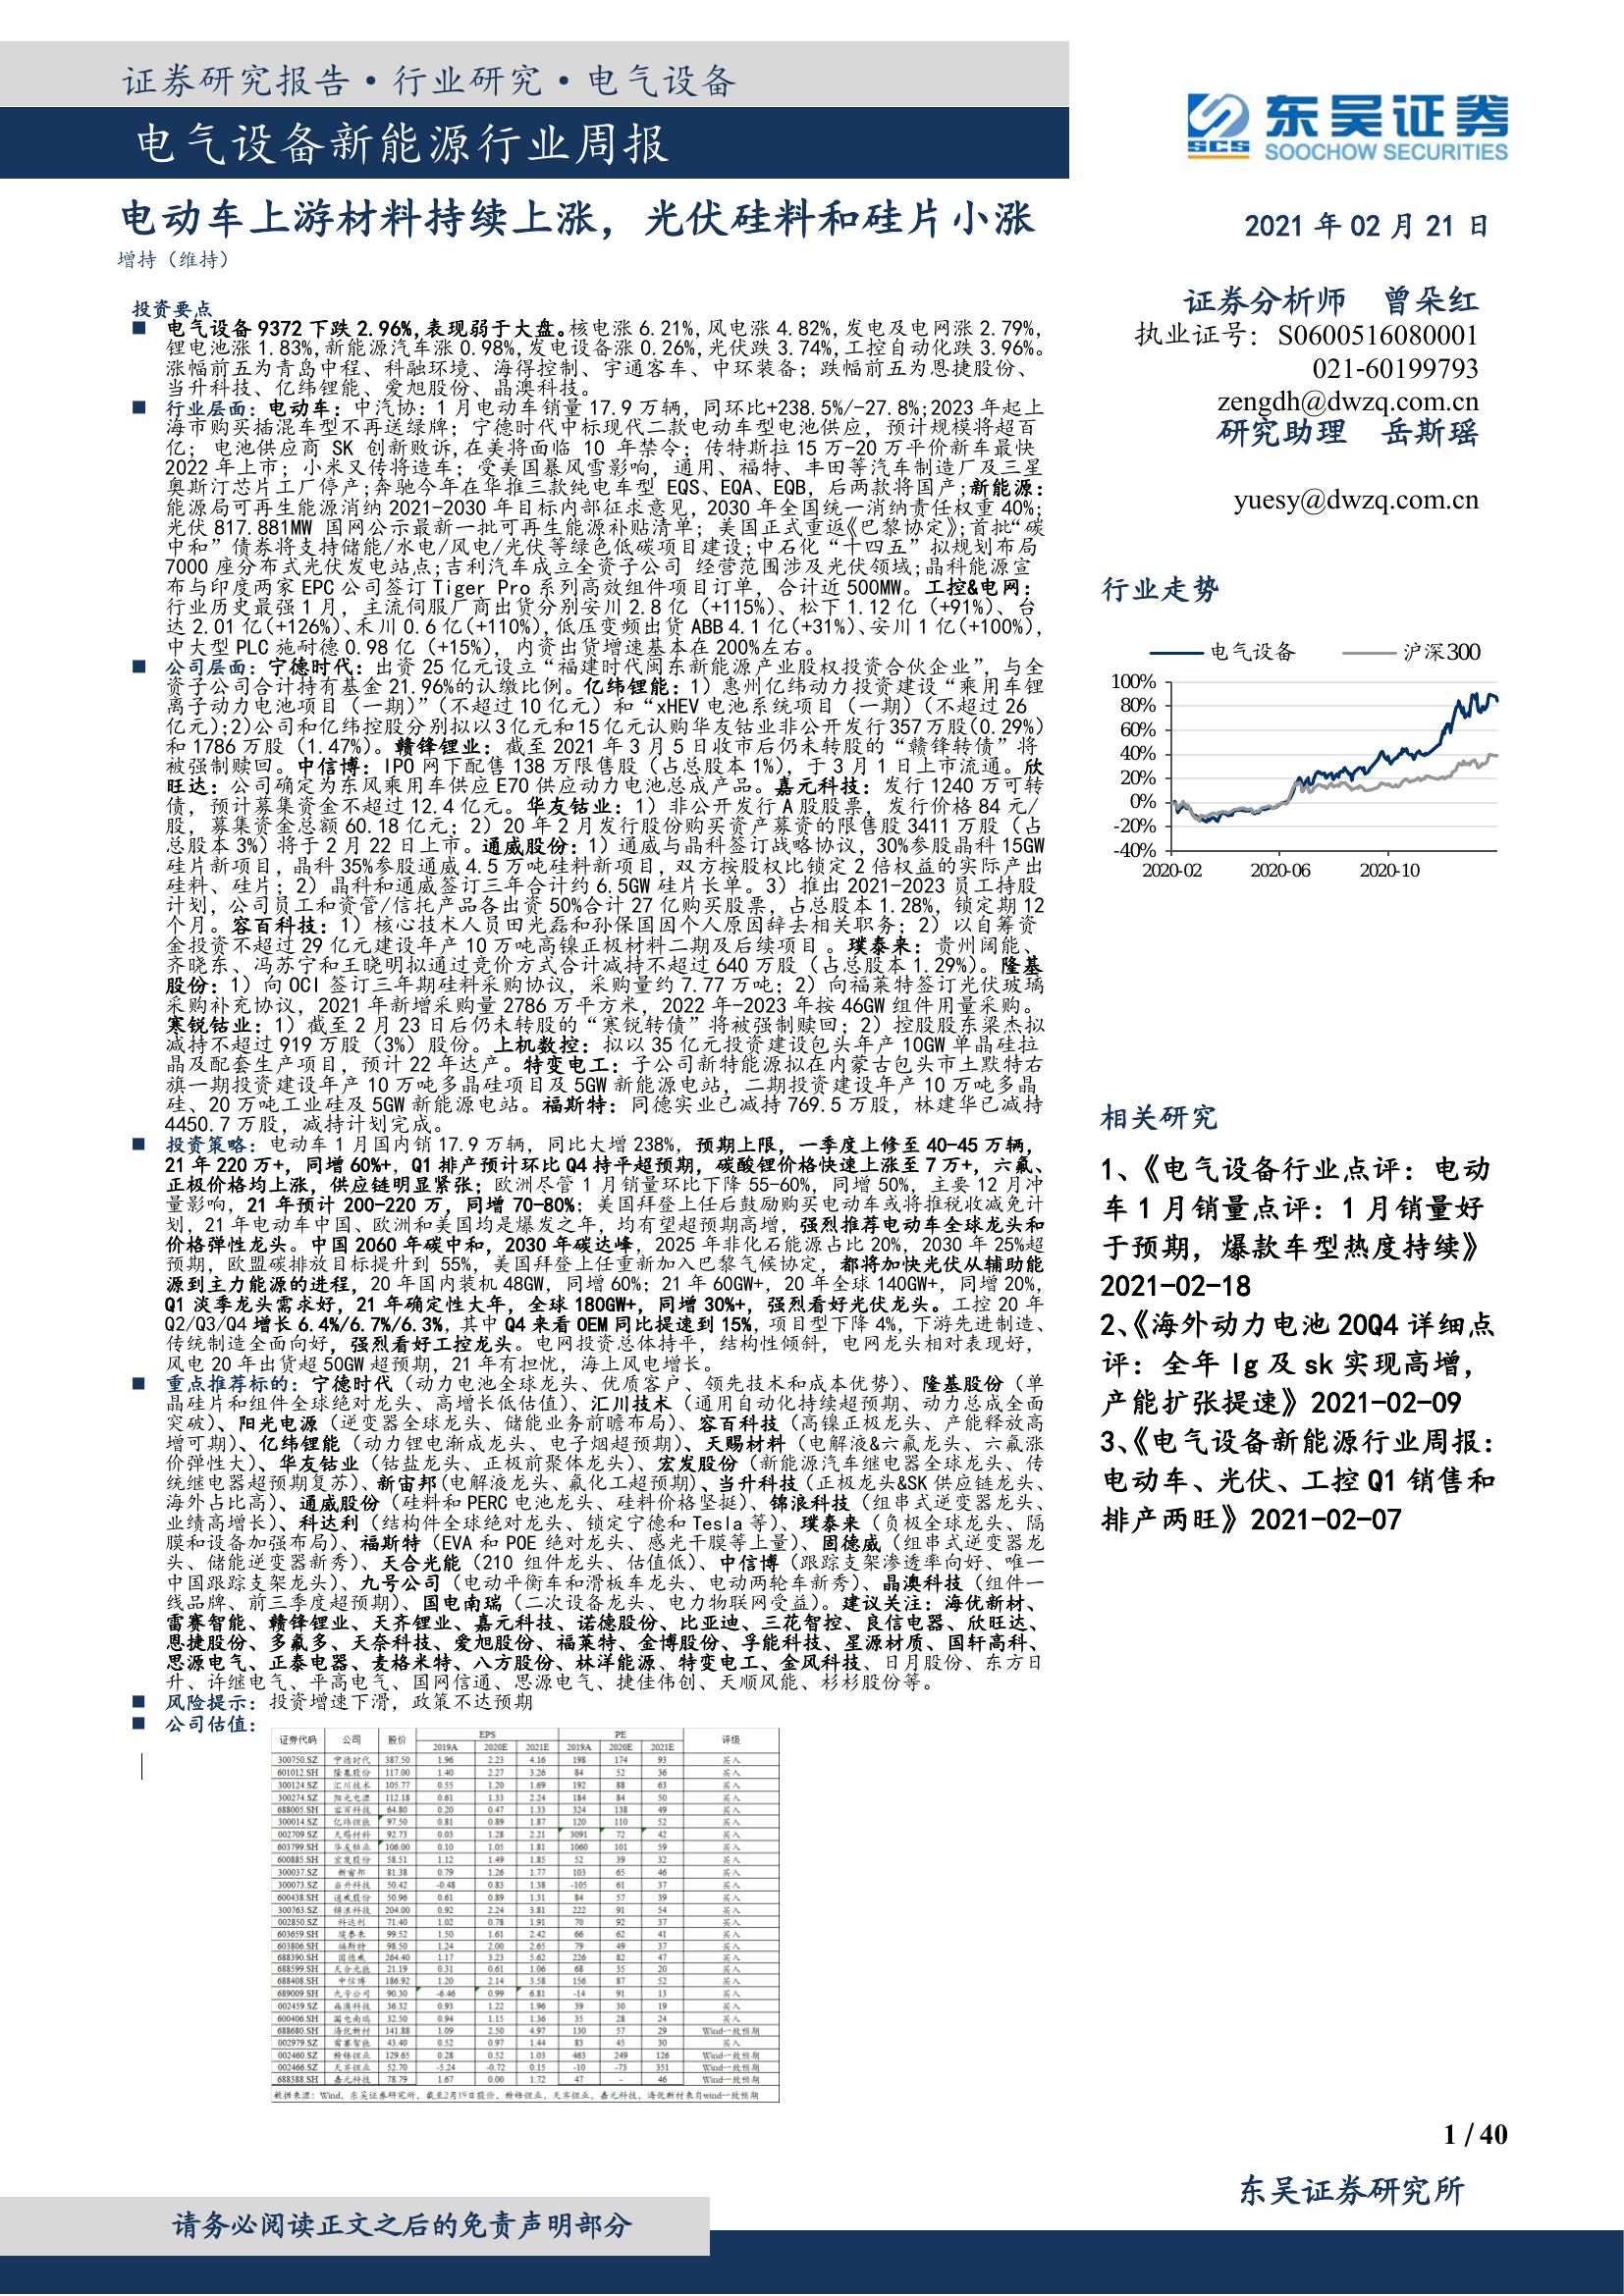 证券研究报告·行业研究·电气设备
电气设备新能源行业周报
东吴证券
SCS SOOCHOW SECURITIES
电动车上游材料持续上涨，光伏硅料和硅片小涨
增持（维持）
2021 年 02 月 21 日
证券分析师 曾朵红
执业证号：S0600516080001
021-60199793
zengdh@dwzq.com.cn
研究助理 岳斯瑶
yuesy@dwzq.com.cn
投资要点
■ 电气设备 9372 下跌 2.96%,表现弱于大盘。核电涨 6.21%,风电涨 4.82%,发电及电网涨 2.79%,
锂电池涨 1.83%,新能源汽车涨 0.98%,发电设备涨 0.26%,光伏跌 3.74%,工控自动化跌 3.96%。
涨幅前五为青岛中程、科融环境、海得控制、宇通客车、中环装备；跌幅前五为恩捷股份、
当升科技、亿纬锂能、爱旭股份、晶澳科技。
■ 行业层面：电动车：中汽协：1 月电动车销量 17.9 万辆，同环比+238.5%/-27.8%;2023 年起上
海市购买插混车型不再送绿牌；宁德时代中标现代二款电动车型电池供应，预计规模将超百
亿； 电池供应商 SK 创新败诉,在美将面临 10 年禁令；传特斯拉 15 万-20 万平价新车最快
2022 年上市；小米又传将造车；受美国暴风雪影响，通用、福特、丰田等汽车制造厂及三星
奥斯汀芯片工厂停产;奔驰今年在华推三款纯电车型 EQS、EQA、EQB，后两款将国产;新能源：
能源局可再生能源消纳 2021-2030 年目标内部征求意见，2030 年全国统一消纳责任权重 40%;
光伏 817.881MW 国网公示最新一批可再生能源补贴清单；美国正式重返《巴黎协定》;首批“碳
中和”债券将支持储能/水电/风电/光伏等绿色低碳项目建设;中石化“十四五”拟规划布局
7000 座分布式光伏发电站点;吉利汽车成立全资子公司 经营范围涉及光伏领域;晶科能源宣
布与印度两家 EPC 公司签订 Tiger Pro 系列高效组件项目订单，合计近 500MW。工控&电网：
行业历史最强 1 月，主流伺服厂商出货分别安川 2.8 亿（+115%）、松下 1.12 亿（+91%）、台
达 2.01 亿（+126%）、禾川 0.6 亿（+110%）,低压变频出货 ABB 4.1 亿（+31%）、安川 1 亿（+100%）,
中大型 PLC 施耐德 0.98 亿（+15%），内资出货增速基本在 200%左右。
■ 公司层面：宁德时代：出资 25 亿元设立“福建时代闽东新能源产业股权投资合伙企业”，与全
资子公司合计持有基金 21.96%的认缴比例。亿纬锂能：1）惠州亿纬动力投资建设“乘用车锂
离子动力电池项目（一期）”（不超过 10 亿元）和“xHEV 电池系统项目（一期）（不超过 26
亿元）;2)公司和亿纬控股分别拟以3亿元和15亿元认购华友钴业非公开发行357万股(0.29%)
和 1786 万股（1.47%）。赣锋锂业：截至 2021 年 3 月 5 日收市后仍未转股的“赣锋转债”将
被强制赎回。中信博：IPO 网下配售 138 万限售股（占总股本 1%），于 3 月 1 日上市流通。欣
旺达：公司确定为东风乘用车供应 E70 供应动力电池总成产品。嘉元科技：发行 1240 万可转
债，预计募集资金不超过 12.4 亿元。华友钴业：1）非公开发行 A 股股票，发行价格 84 元/
股，募集资金总额 60.18 亿元；2）20 年 2 月发行股份购买资产募资的限售股 3411 万股（占
总股本 3%）将于 2 月 22 日上市。通威股份：1）通威与晶科签订战略协议，30%参股晶科 15GW
硅片新项目，晶科 35%参股通威 4.5 万吨硅料新项目，双方按股权比锁定 2 倍权益的实际产出
硅料、硅片；2）晶科和通威签订三年合计约 6.5GW 硅片长单。3）推出 2021-2023 员工持股
计划，公司员工和资管/信托产品各出资 50%合计 27 亿购买股票，占总股本 1.28%，锁定期 12
个月。容百科技：1）核心技术人员田光磊和孙保国因个人原因辞去相关职务；2）以自筹资
金投资不超过 29 亿元建设年产 10 万吨高镍正极材料二期及后续项目 。璞泰来：贵州阔能、
齐晓东、冯苏宁和王晓明拟通过竞价方式合计减持不超过 640 万股（占总股本 1.29%）。隆基
股份：1）向 OCI 签订三年期硅料采购协议，采购量约 7.77 万吨；2）向福莱特签订光伏玻璃
采购补充协议，2021 年新增采购量 2786 万平方米，2022 年-2023 年按 46GW 组件用量采购。
寒锐钴业：1）截至 2 月 23 日后仍未转股的“寒锐转债”将被强制赎回；2）控股股东梁杰拟
减持不超过 919 万股（3%）股份。上机数控：拟以 35 亿元投资建设包头年产 10GW 单晶硅拉
晶及配套生产项目，预计 22 年达产。特变电工：子公司新特能源拟在内蒙古包头市土默特右
旗一期投资建设年产 10 万吨多晶硅项目及 5GW 新能源电站，二期投资建设年产 10 万吨多晶
硅、20 万吨工业硅及 5GW 新能源电站。福斯特：同德实业已减持 769.5 万股，林建华已减持
4450.7 万股，减持计划完成。
■ 投资策略：电动车 1 月国内销 17.9 万辆，同比大增 238%，预期上限，一季度上修至 40-45 万辆，
21 年 220 万+，同增 60%+，Q1 排产预计环比 Q4 持平超预期，碳酸锂价格快速上涨至 7 万+，六氟、
正极价格均上涨，供应链明显紧张；欧洲尽管 1 月销量环比下降 55-60%，同增 50%，主要 12 月冲
量影响，21 年预计 200-220 万，同增 70-80%；美国拜登上任后鼓励购买电动车或将推税收减免计
划，21 年电动车中国、欧洲和美国均是爆发之年，均有望超预期高增，强烈推荐电动车全球龙头和
价格弹性龙头。中国 2060 年碳中和，2030 年碳达峰，2025 年非化石能源占比 20%，2030 年 25%超
预期，欧盟碳排放目标提升到 55%，美国拜登上任重新加入巴黎气候协定，都将加快光伏从辅助能
源到主力能源的进程，20 年国内装机 48GW，同增 60%；21 年 60GW+，20 年全球 140GW+，同增 20%，
Q1 淡季龙头需求好，21 年确定性大年，全球 180GW+，同增 30%+，强烈看好光伏龙头。工控 20 年
Q2/Q3/Q4 增长 6.4%/6.7%/6.3%，其中 Q4 来看 OEM 同比提速到 15%，项目型下降 4%，下游先进制造、
传统制造全面向好，强烈看好工控龙头。电网投资总体持平，结构性倾斜，电网龙头相对表现好，
风电 20 年出货超 50GW 超预期，21 年有担忧，海上风电增长。
■ 重点推荐标的：宁德时代（动力电池全球龙头、优质客户、领先技术和成本优势）、隆基股份（单
晶硅片和组件全球绝对龙头、高增长低估值）、汇川技术（通用自动化持续超预期、动力总成全面
突破）、阳光电源（逆变器全球龙头、储能业务前瞻布局）、容百科技（高镍正极龙头、产能释放高
增可期）、亿纬锂能（动力锂电渐成龙头、电子烟超预期）、天赐材料（电解液&六氟龙头、六氟涨
价弹性大）、华友钴业（钴盐龙头、正极前聚体龙头）、宏发股份（新能源汽车继电器全球龙头、传
统继电器超预期复苏）、新宙邦(电解液龙头、氟化工超预期)、当升科技（正极龙头&SK 供应链龙头、
海外占比高）、通威股份（硅料和 PERC 电池龙头、硅料价格坚挺）、锦浪科技（组串式逆变器龙头、
业绩高增长）、科达利（结构件全球绝对龙头、锁定宁德和 Tesla 等）、璞泰来（负极全球龙头、隔
膜和设备加强布局）、福斯特（EVA 和 POE 绝对龙头、感光干膜等上量）、固德威（组串式逆变器龙
头、储能逆变器新秀）、天合光能（210 组件龙头、估值低）、中信博（跟踪支架渗透率向好、唯一
中国跟踪支架龙头）、九号公司（电动平衡车和滑板车龙头、电动两轮车新秀）、晶澳科技（组件一
线品牌、前三季度超预期）、国电南瑞（二次设备龙头、电力物联网受益）。建议关注：海优新材、
雷赛智能、赣锋锂业、天齐锂业、嘉元科技、诺德股份、比亚迪、三花智控、良信电器、欣旺达、
恩捷股份、多氟多、天奈科技、爱旭股份、福莱特、金博股份、孚能科技、星源材质、国轩高科、
思源电气、正泰电器、麦格米特、八方股份、林洋能源、特变电工、金风科技、日月股份、东方日
升、许继电气、平高电气、国网信通、思源电气、捷佳伟创、天顺风能、杉杉股份等。
■ 风险提示：投资增速下滑，政策不达预期
■ 公司估值：
证券代码 公司 股价 EPS PE 评级
2019A 2020E 2021E 2019A 2020E 2021E
300750.SZ 宁德时代 387.50 1.96 2.23 4.16 198 174 93 买入
601012.SH 隆基股份 117.00 1.40 2.27 3.26 84 52 36 买入
300124.SZ 汇川技术 105.77 0.55 1.20 1.69 192 88 63 买入
300274.SZ 阳光电源 112.18 0.61 1.33 2.24 184 84 50 买入
688005.SH 容百科技 64.80 0.20 0.47 1.33 324 138 49 买入
300014.SZ 亿纬锂能 97.50 0.81 0.89 1.87 120 110 52 买入
002709.SZ 天赐材料 92.73 0.03 1.28 2.21 3091 72 42 买入
603799.SH 华友钴业 106.00 0.10 1.05 1.81 1060 101 59 买入
600885.SH 宏发股份 58.51 1.12 1.49 1.85 52 39 32 买入
300037.SZ 新宙邦 81.38 0.79 1.26 1.77 103 65 46 买入
300073.SZ 当升科技 50.42 -0.48 0.83 1.38 -105 61 37 买入
600438.SH 通威股份 50.96 0.61 0.89 1.31 84 57 39 买入
300763.SZ 锦浪科技 204.00 0.92 2.24 3.81 222 91 54 买入
002850.SZ 科达利 71.40 1.02 0.78 1.91 70 92 37 买入
603659.SH 璞泰来 99.52 1.50 1.61 2.42 66 62 41 买入
603806.SH 福斯特 98.50 1.24 2.00 2.65 79 49 37 买入
688390.SH 固德威 264.40 1.17 3.23 5.62 226 82 47 买入
688599.SH 天合光能 21.19 0.31 0.61 1.06 68 35 20 买入
688408.SH 中信博 186.92 1.20 2.14 3.58 156 87 52 买入
689009.SH 九号公司 90.30 -6.46 0.99 6.81 -14 91 13 买入
002459.SZ 晶澳科技 36.32 0.93 1.22 1.96 39 30 19 买入
600406.SH 国电南瑞 32.50 0.94 1.15 1.36 35 28 24 买入
688680.SH 海优新材 141.88 1.09 2.50 4.97 130 57 29 Wind一致预期
002979.SZ 雷赛智能 43.40 0.52 0.97 1.44 83 45 30 买入
002460.SZ 赣锋锂业 129.65 0.28 0.52 1.03 463 249 126 Wind一致预期
002466.SZ 天齐锂业 52.70 -5.24 -0.72 0.15 -10 -73 351 Wind一致预期
688388.SH 嘉元科技 78.79 1.67 0.00 1.72 47 - 46 Wind一致预期
数据来源：Wind，东吴证券研究所，截至2月19日股价，赣锋锂业，天齐锂业，嘉元科技，海优新材来自wind一致预期
行业走势
电气设备 沪深300
100%
80%
60%
40%
20%
0%
-20%
-40%
2020-02 2020-06 2020-10
相关研究
1、《电气设备行业点评：电动
车 1 月销量点评：1 月销量好
于预期，爆款车型热度持续》
2021-02-18
2、《海外动力电池 20Q4 详细点
评：全年 lg 及 sk 实现高增，
产能扩张提速》2021-02-09
3、《电气设备新能源行业周报：
电动车、光伏、工控 Q1 销售和
排产两旺》2021-02-07
1 / 40
东吴证券研究所
请务必阅读正文之后的免责声明部分